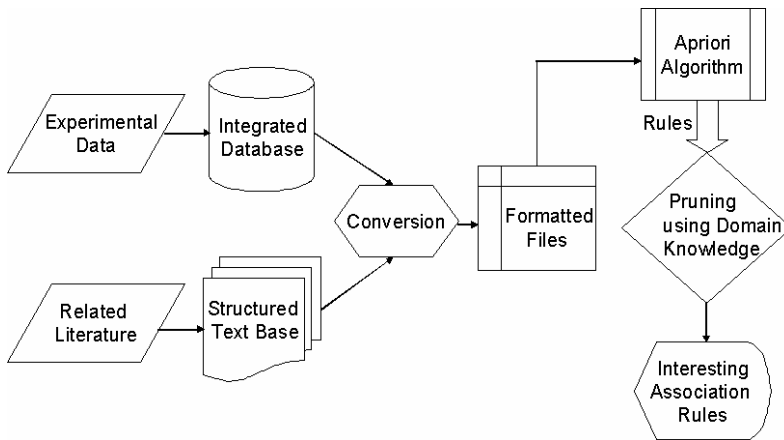 Experimental
Data
Integrated
Database
Related
Literature
Structured
Text Base
Conversion
Formatted
Files
Apriori
Algorithm
Rules
Pruning
using Domain
Knowledge
Interesting
Association
Rules